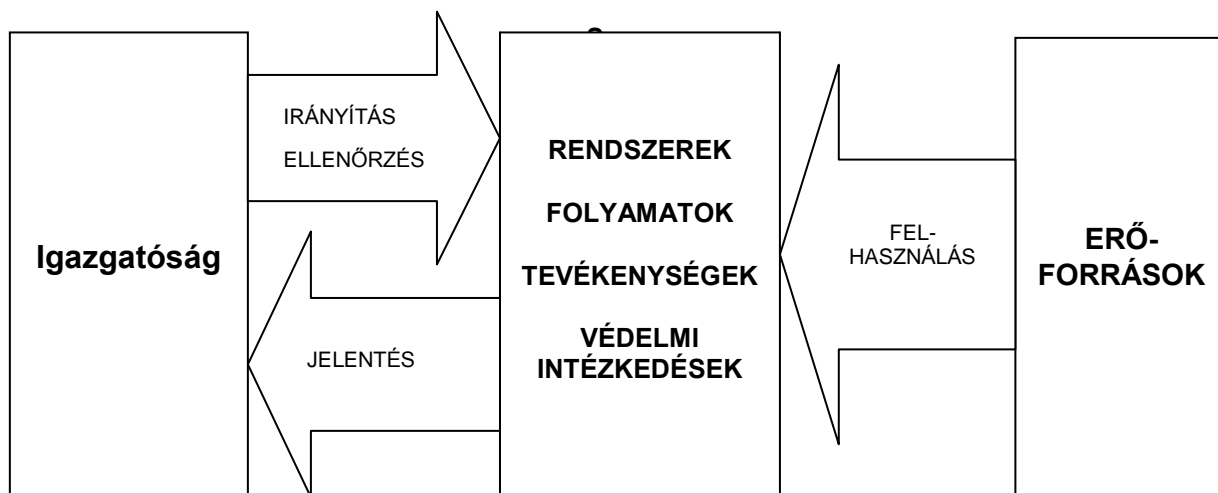 Igazgatóság
IRÁNYÍTÁS
ELLENŐRZÉS
JELENTÉS
RENDSZEREK
FOLYAMATOK
TEVÉKENYSÉGEK
VÉDELMI
INTÉZKEDÉSEK
FEL-
HASZNÁLÁS
ERŐ-
FORRÁSOK